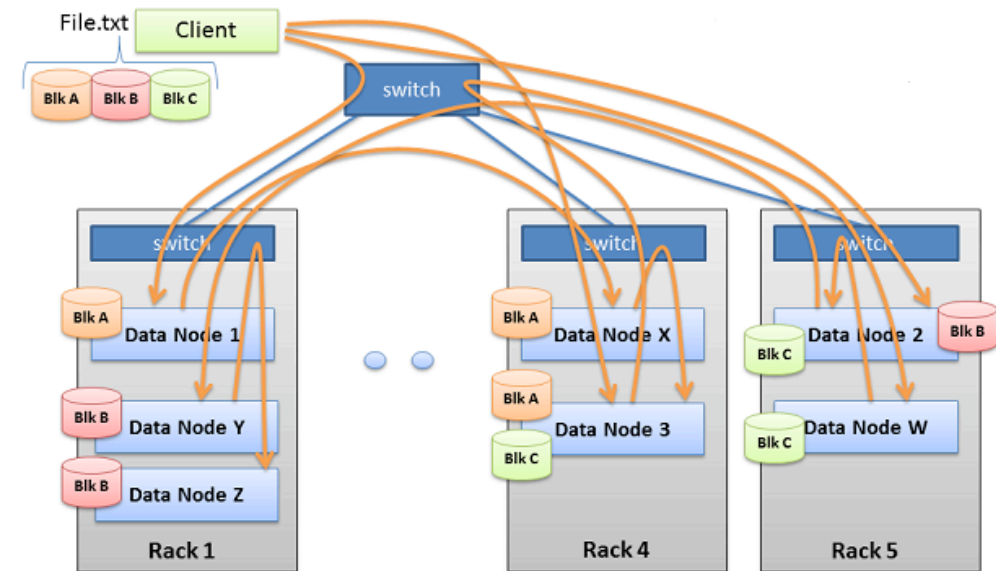 File.txt
Client
Blk A
Blk B
Blk C
switch
switch
switch
switch
Blk A
Data Node 1
Blk B
Data Node Y
Blk B
Data Node Z
Rack 1
Blk A
Data Node X
Blk A
Data Node 3
Blk C
Rack 4
Data Node 2
Blk B
Blk C
Data Node W
Blk C
Rack 5